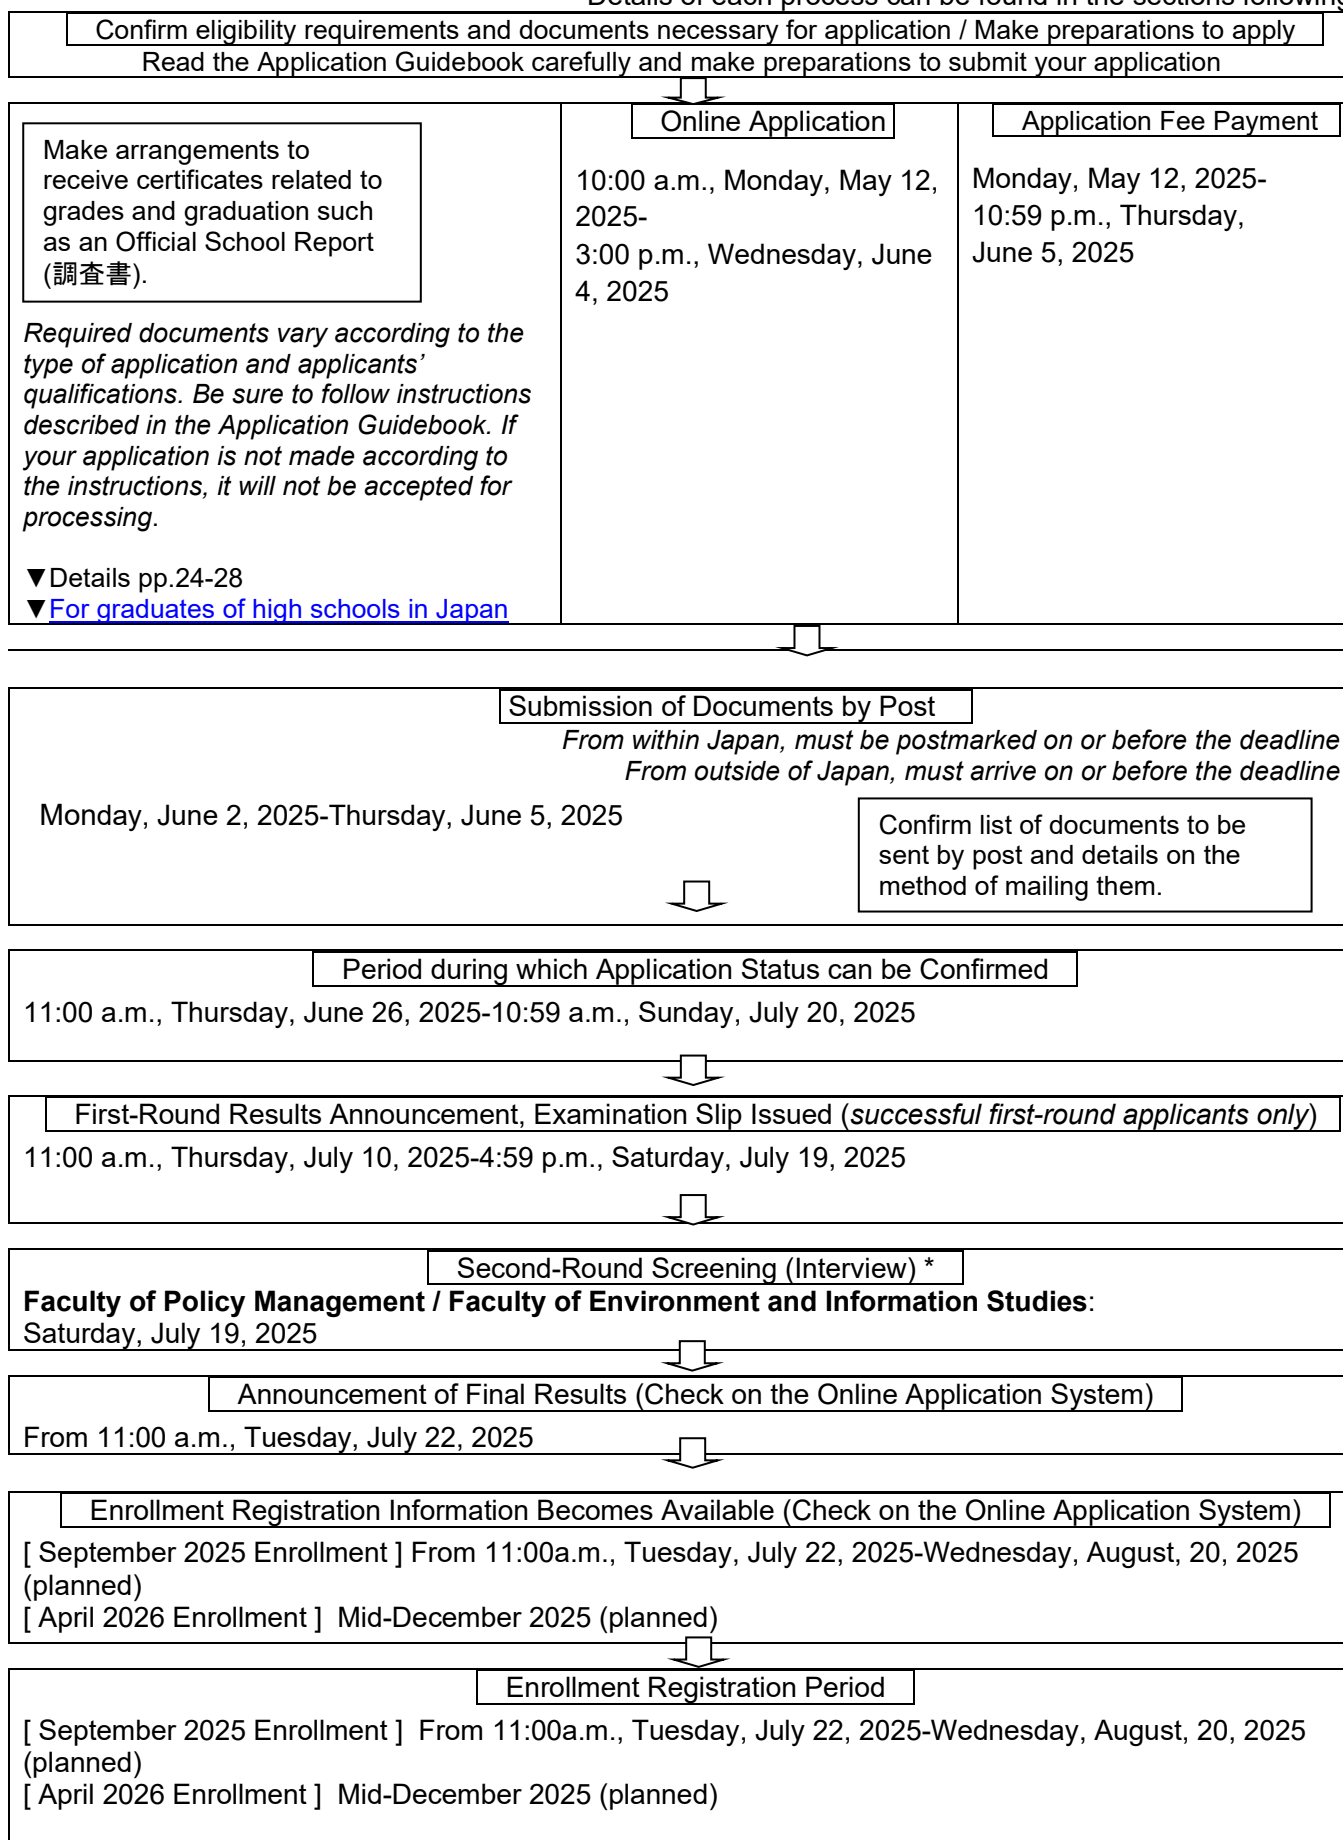 Details of each process can be found in the sections following
Confirm eligibility requirements and documents necessary for application / Make preparations to apply
Read the Application Guidebook carefully and make preparations to submit your application
Make arrangements to
receive certificates related to
grades and graduation such
as an Official School Report
(調査書).
Required documents vary according to the
type of application and applicants’
qualifications. Be sure to follow instructions
described in the Application Guidebook. If
your application is not made according to
the instructions, it will not be accepted for
processing.
▼Details pp.24-28
▼For graduates of high schools in Japan
Online Application
10:00 a.m., Monday, May 12,
2025-
3:00 p.m., Wednesday, June
4, 2025
Application Fee Payment
Monday, May 12, 2025-
10:59 p.m., Thursday,
June 5, 2025
Submission of Documents by Post
From within Japan, must be postmarked on or before the deadline
From outside of Japan, must arrive on or before the deadline
Monday, June 2, 2025-Thursday, June 5, 2025
Confirm list of documents to be
sent by post and details on the
method of mailing them.
Period during which Application Status can be Confirmed
11:00 a.m., Thursday, June 26, 2025-10:59 a.m., Sunday, July 20, 2025
First-Round Results Announcement, Examination Slip Issued (successful first-round applicants only)
11:00 a.m., Thursday, July 10, 2025-4:59 p.m., Saturday, July 19, 2025
Second-Round Screening (Interview) *
Faculty of Policy Management / Faculty of Environment and Information Studies:
Saturday, July 19, 2025
Announcement of Final Results (Check on the Online Application System)
From 11:00 a.m., Tuesday, July 22, 2025
Enrollment Registration Information Becomes Available (Check on the Online Application System)
[ September 2025 Enrollment ] From 11:00a.m., Tuesday, July 22, 2025-Wednesday, August, 20, 2025
(planned)
[ April 2026 Enrollment ]  Mid-December 2025 (planned)
Enrollment Registration Period
[ September 2025 Enrollment ]  From 11:00a.m., Tuesday, July 22, 2025-Wednesday, August, 20, 2025
(planned)
[ April 2026 Enrollment ]  Mid-December 2025 (planned)